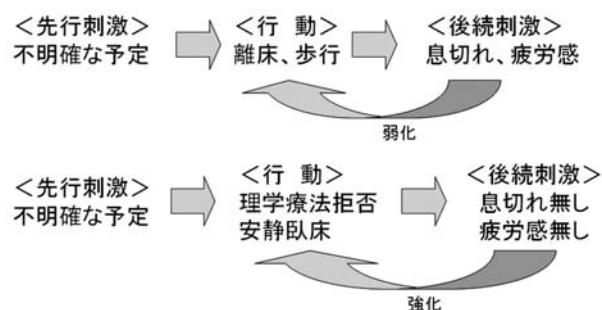 ＜先行刺激＞
不明確な予定
＜行　動＞
離床、歩行
＜後続刺激＞
息切れ、疲労感
弱化
＜先行刺激＞
不明確な予定
＜行　動＞
理学療法拒否
安静臥床
＜後続刺激＞
息切れ無し
疲労感無し
強化